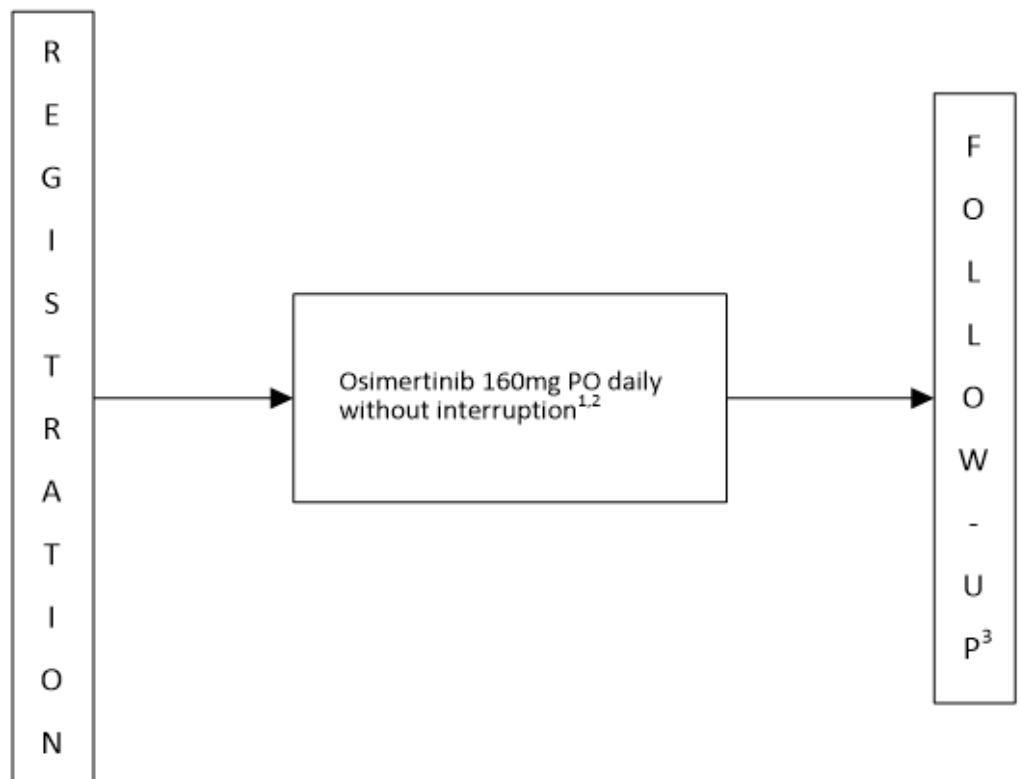 R
E
G
I
S
T
R
A
T
I
O
N
Osimertinib 160mg PO daily
without interruption1,2
F
O
L
L
O
W
-
U
P3